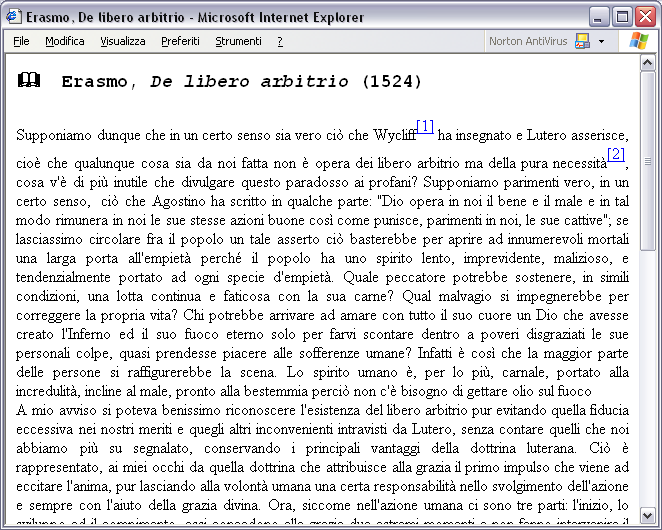 Erasmo, De libero arbitrio - Microsoft Internet Explorer
File Modifica Visualizza Preferiti Strumenti ? Norton AntiVirus
Erasmo, De libero arbitrio (1524)
Supponiamo dunque che in un certo senso sia vero ciò che Wycliff[1] ha insegnato e Lutero asserisce,
cioè che qualunque cosa sia da noi fatta non è opera dei libero arbitrio ma della pura necessità[2],
cosa v'è di più inutile che divulgare questo paradosso ai profani? Supponiamo parimenti vero, in un
certo senso, ciò che Agostino ha scritto in qualche parte: "Dio opera in noi il bene e il male e in tal
modo rimunera in noi le sue stesse azioni buone così come punisce, parimenti in noi, le sue cattive"; se
lasciassimo circolare fra il popolo un tale asserto ciò basterebbe per aprire ad innumerevoli mortali
una larga porta all'empietà perché il popolo ha uno spirito lento, imprevidente, malizioso, e
tendenzialmente portato ad ogni specie d'empietà. Quale peccatore potrebbe sostenere, in simili
condizioni, una lotta continua e faticosa con la sua carne? Qual malvagio si impegnerebbe per
correggere la propria vita? Chi potrebbe arrivare ad amare con tutto il suo cuore un Dio che avesse
creato l'Inferno ed il suo fuoco eterno solo per farvi scontare dentro a poveri disgraziati le sue
personali colpe, quasi prendesse piacere alle sofferenze umane? Infatti è così che la maggior parte
delle persone si raffigurerebbe la scena. Lo spirito umano è, per lo più, carnale, portato alla
incredulità, incline al male, pronto alla bestemmia perciò non c'è bisogno di gettare olio sul fuoco
A mio avviso si poteva benissimo riconoscere l'esistenza del libero arbitrio pur evitando quella fiducia
eccessiva nei nostri meriti e quegli altri inconvenienti intravisti da Lutero, senza contare quelli che noi
abbiamo più su segnalato, conservando i principali vantaggi della dottrina luterana. Ciò è
rappresentato, ai miei occhi da quella dottrina che attribuisce alla grazia il primo impulso che viene ad
eccitare l'anima, pur lasciando alla volontà umana una certa responsabilità nello svolgimento dell'azione
e sempre con l'aiuto della grazia divina. Ora, siccome nell'azione umana ci sono tre parti: l'inizio, lo